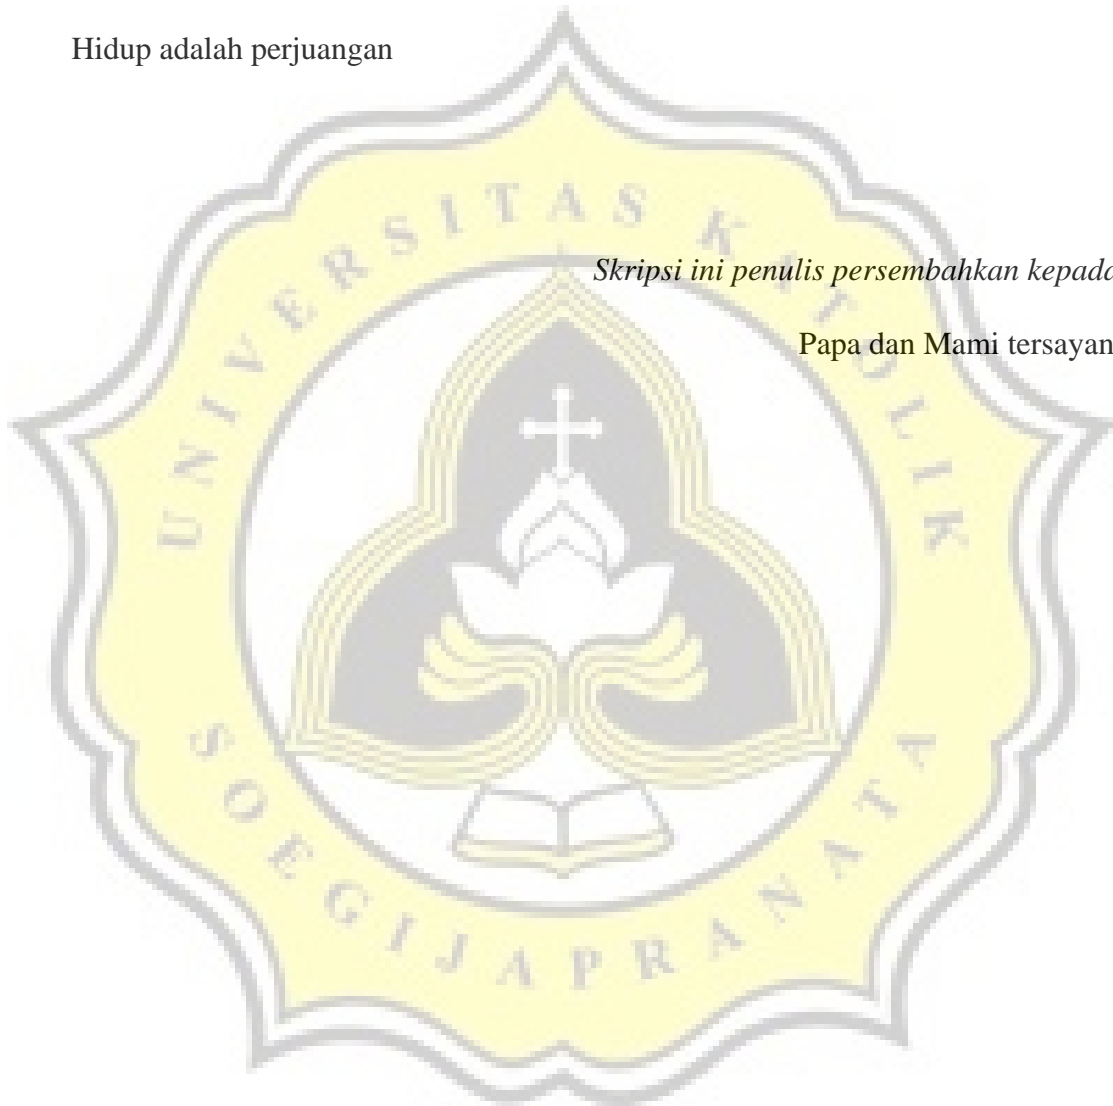 Hidup adalah perjuangan
Skripsi ini penulis persembahkan kepada
Papa dan Mami tersayan
UNIVERSITAS KATOLIK
SOEGIJAPRANATA